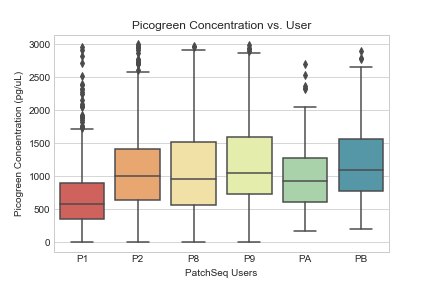 Picogreen Concentration vs. User
Picogreen Concentration (pg/uL)
3000
2500
2000
1500
1000
500
0
P1 P2 P8 P9 PA PB
PatchSeq Users